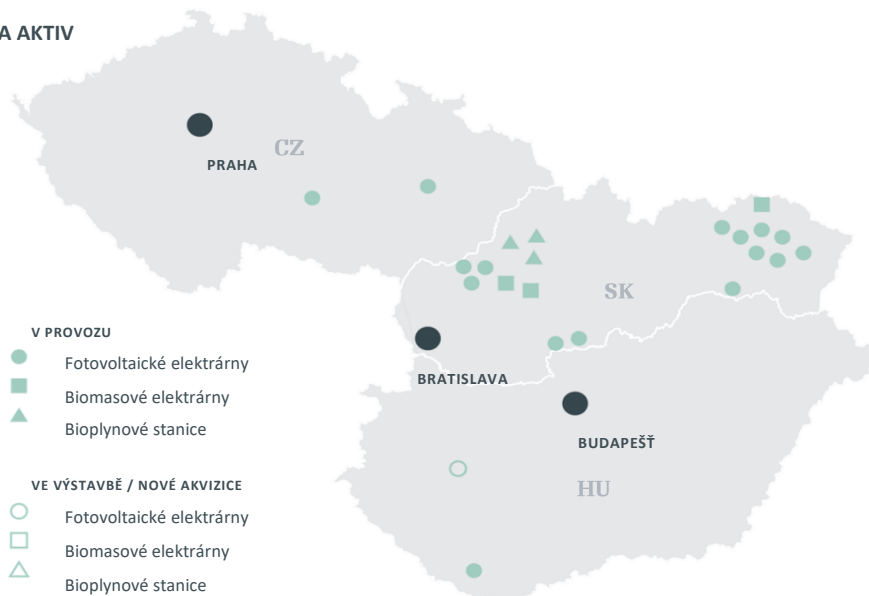 A AKTIV
PRAHA
CZ
SK
BRATISLAVA
BUDAPEŠŤ
HU
V PROVOZU
Fotovoltaické elektrárny
Biomasové elektrárny
Bioplynové stanice
VE VÝSTAVBĚ / NOVÉ AKVIZICE
Fotovoltaické elektrárny
Biomasové elektrárny
Bioplynové stanice